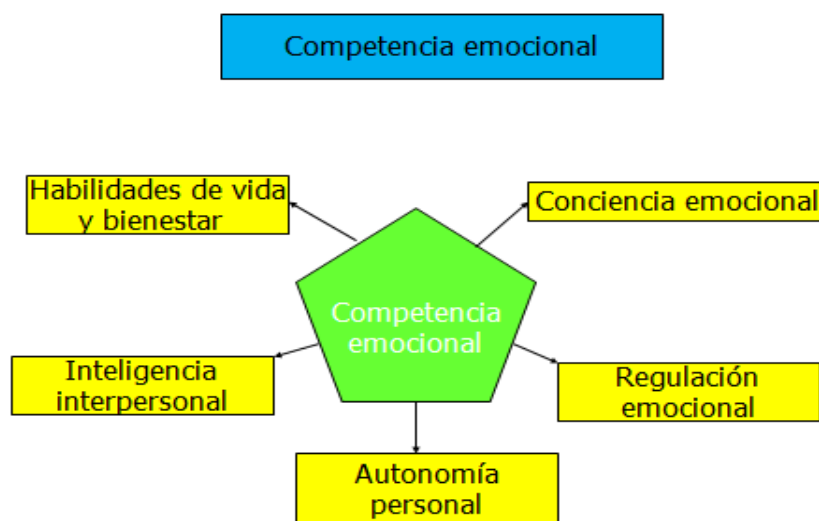 Competencia emocional
Habilidades de vida
y bienestar
Conciencia emocional
Competencia
emocional
Inteligencia
interpersonal
Regulación
emocional
Autonomía
personal